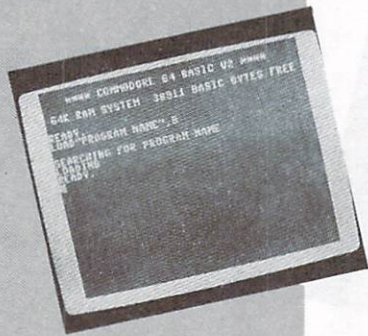 **** COMMODORE 64 BASIC V2 ****
64K RAM SYSTEM 38911 BASIC BYTES FREE
READY.
LOAD"PROGRAM NAME",8
SEARCHING FOR PROGRAM NAME
LOADING
READY.